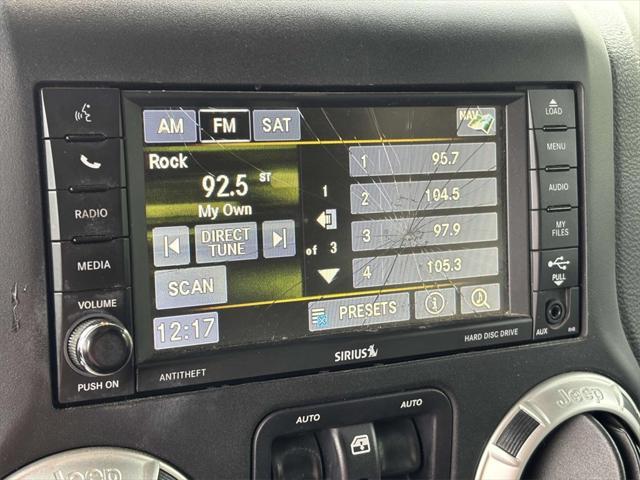 AM FM SAT NAV
Rock
92.5 ST
My Own
DIRECT
TUNE
SCAN
12:17
1
of 3
1 95.7
2 104.5
3 97.9
4 105.3
PRESETS
RADIO
MEDIA
VOLUME
PUSH ON
LOAD
MENU
AUDIO
MY
FILES
PULL
AUX
ANTITHEFT
SIRIUS
HARD DISC DRIVE
AUTO
AUTO
Jeep
Jeep